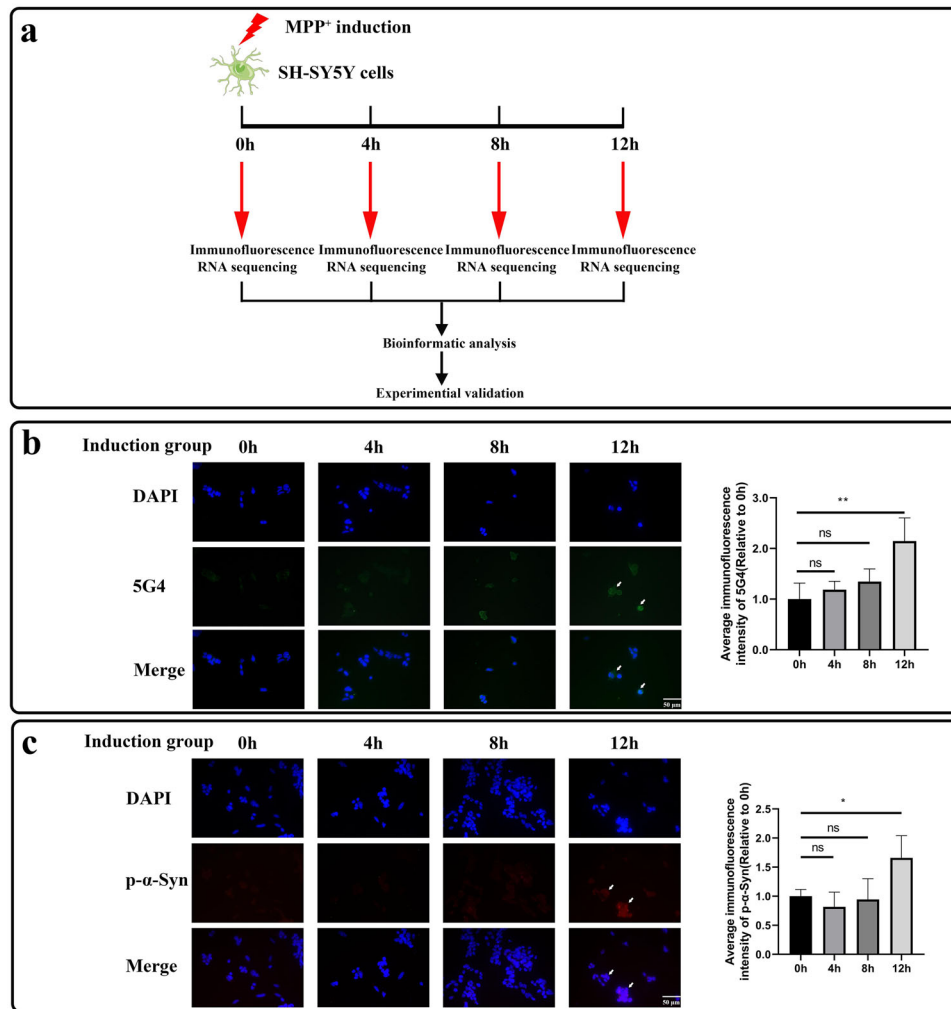 a
MPP⁺ induction
SH-SY5Y cells
0h 4h 8h 12h
Immunofluorescence Immunofluorescence Immunofluorescence Immunofluorescence
RNA sequencing RNA sequencing RNA sequencing RNA sequencing
Bioinformatic analysis
Experimential validation
b
Induction group 0h 4h 8h 12h
DAPI
5G4
Merge
50 μm
Average immunofluorescence
intensity of 5G4(Relative to 0h)
3.0
2.0
1.0
0.0
**
ns
ns
0h 4h 8h 12h
c
Induction group 0h 4h 8h 12h
DAPI
p-α-Syn
Merge
50 μm
Average immunofluorescence
intensity of p-α-Syn(Relative to 0h)
2.5
2.0
1.5
1.0
0.5
0.0
*
ns
ns
0h 4h 8h 12h